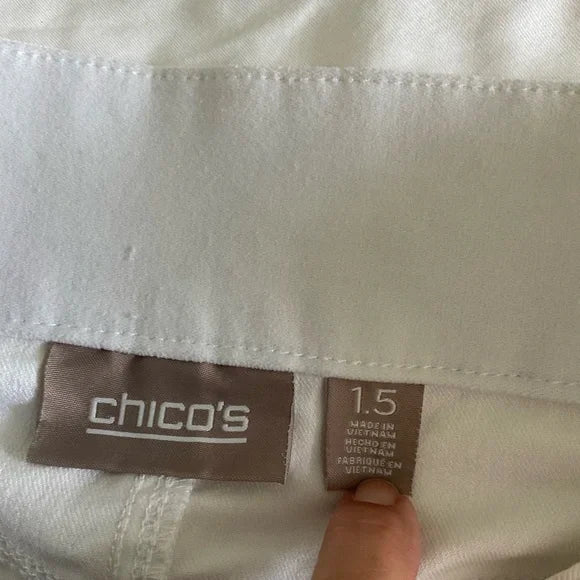 chico's
1.5
MADE IN
VIETNAM
HECHO EN
VIETNAM
FABRIQUÉ EN
VIETNAM